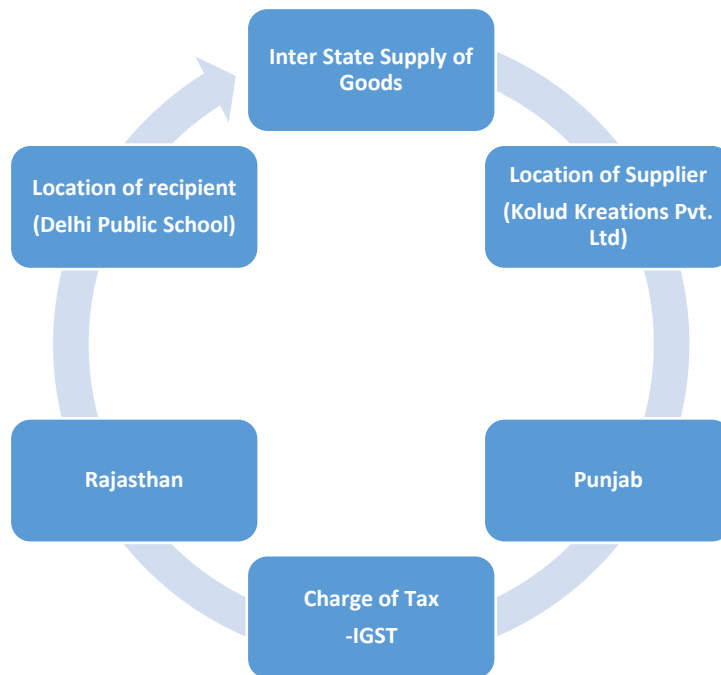 Inter State Supply of
Goods
Location of Supplier
(Kolud Kreations Pvt.
Ltd)
Punjab
Charge of Tax
-IGST
Rajasthan
Location of recipient
(Delhi Public School)